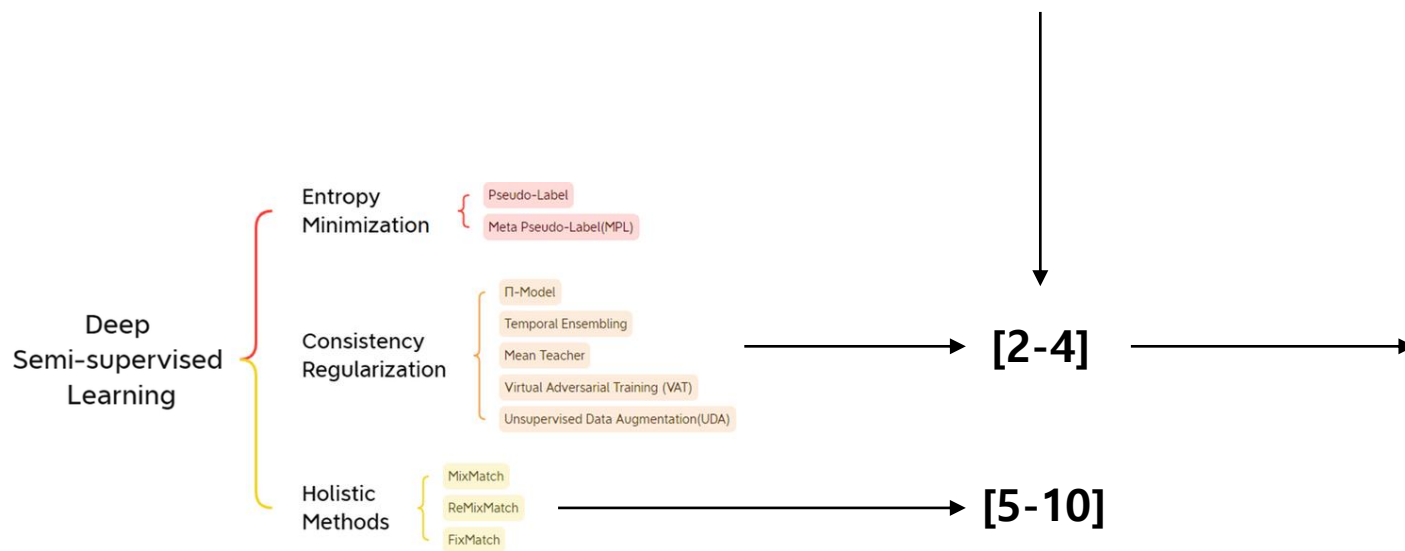 Deep
Semi-supervised
Learning
Entropy
Minimization
Pseudo-Label
Meta Pseudo-Label(MPL)
Consistency
Regularization
Π-Model
Temporal Ensembling
Mean Teacher
Virtual Adversarial Training (VAT)
Unsupervised Data Augmentation(UDA)
[2-4]
Holistic
Methods
MixMatch
ReMixMatch
FixMatch
[5-10]